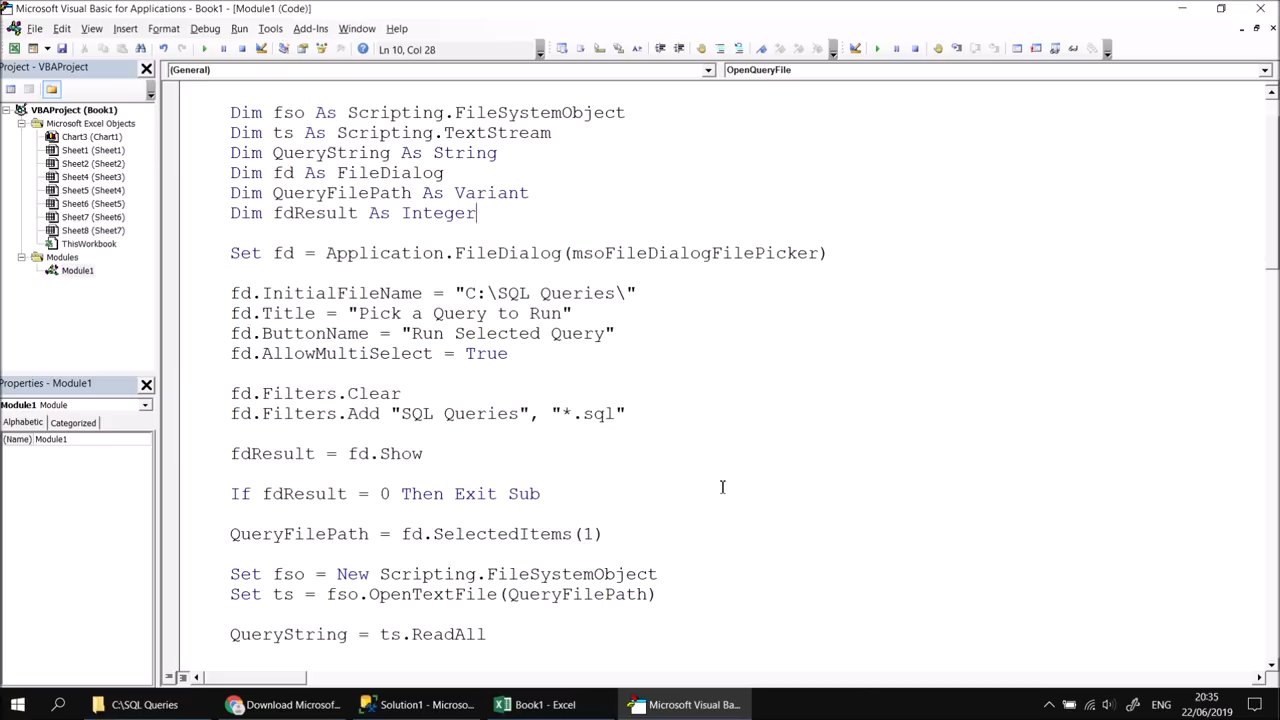 Microsoft Visual Basic for Applications - Book1 - [Module1 (Code)]
File Edit View Insert Format Debug Run Tools Add-Ins Window Help
Ln 10, Col 28
Project - VBAProject
(General)
OpenQueryFile
VBAProject (Book1)
Microsoft Excel Objects
Chart3 (Chart1)
Sheet1 (Sheet1)
Sheet2 (Sheet2)
Sheet4 (Sheet3)
Sheet5 (Sheet4)
Sheet6 (Sheet5)
Sheet7 (Sheet6)
Sheet8 (Sheet7)
ThisWorkbook
Modules
Module1
Properties - Module1
Module1 Module
Alphabetic Categorized
(Name) Module1
Dim fso As Scripting.FileSystemObject
Dim ts As Scripting.TextStream
Dim QueryString As String
Dim fd As FileDialog
Dim QueryFilePath As Variant
Dim fdResult As Integer
Set fd = Application.FileDialog(msoFileDialogFilePicker)
fd.InitialFileName = "C:\SQL Queries\"
fd.Title = "Pick a Query to Run"
fd.ButtonName = "Run Selected Query"
fd.AllowMultiSelect = True
fd.Filters.Clear
fd.Filters.Add "SQL Queries", "*.sql"
fdResult = fd.Show
If fdResult = 0 Then Exit Sub
QueryFilePath = fd.SelectedItems(1)
Set fso = New Scripting.FileSystemObject
Set ts = fso.OpenTextFile(QueryFilePath)
QueryString = ts.ReadAll
C:\SQL Queries
Download Microsof...
Solution1 - Microso...
Book1 - Excel
Microsoft Visual Ba...
ENG
20:35
22/06/2019